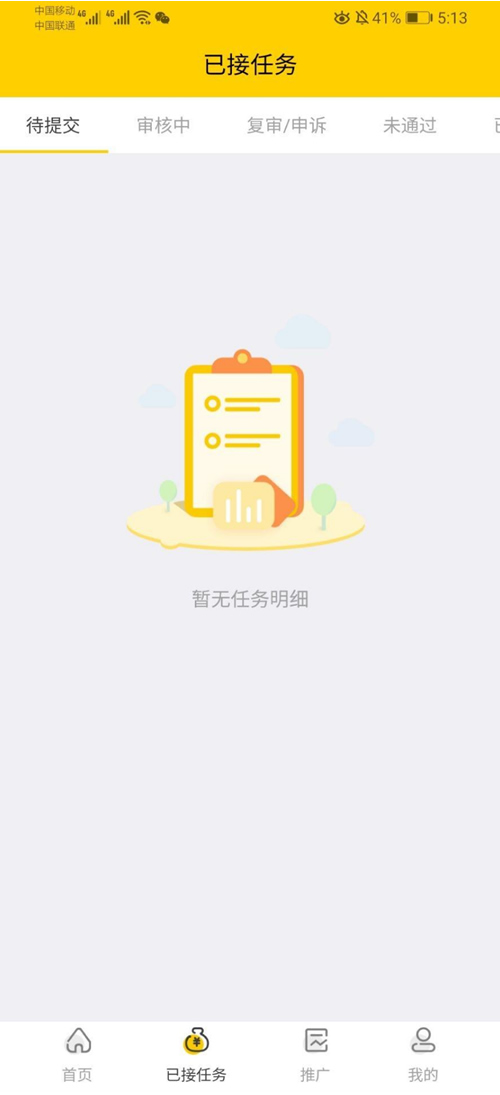 中国移动 4G 4G 41% 5:13
中国联通
已接任务
待提交 审核中 复审/申诉 未通过
暂无任务明细
¥
首页 已接任务 推广 我的